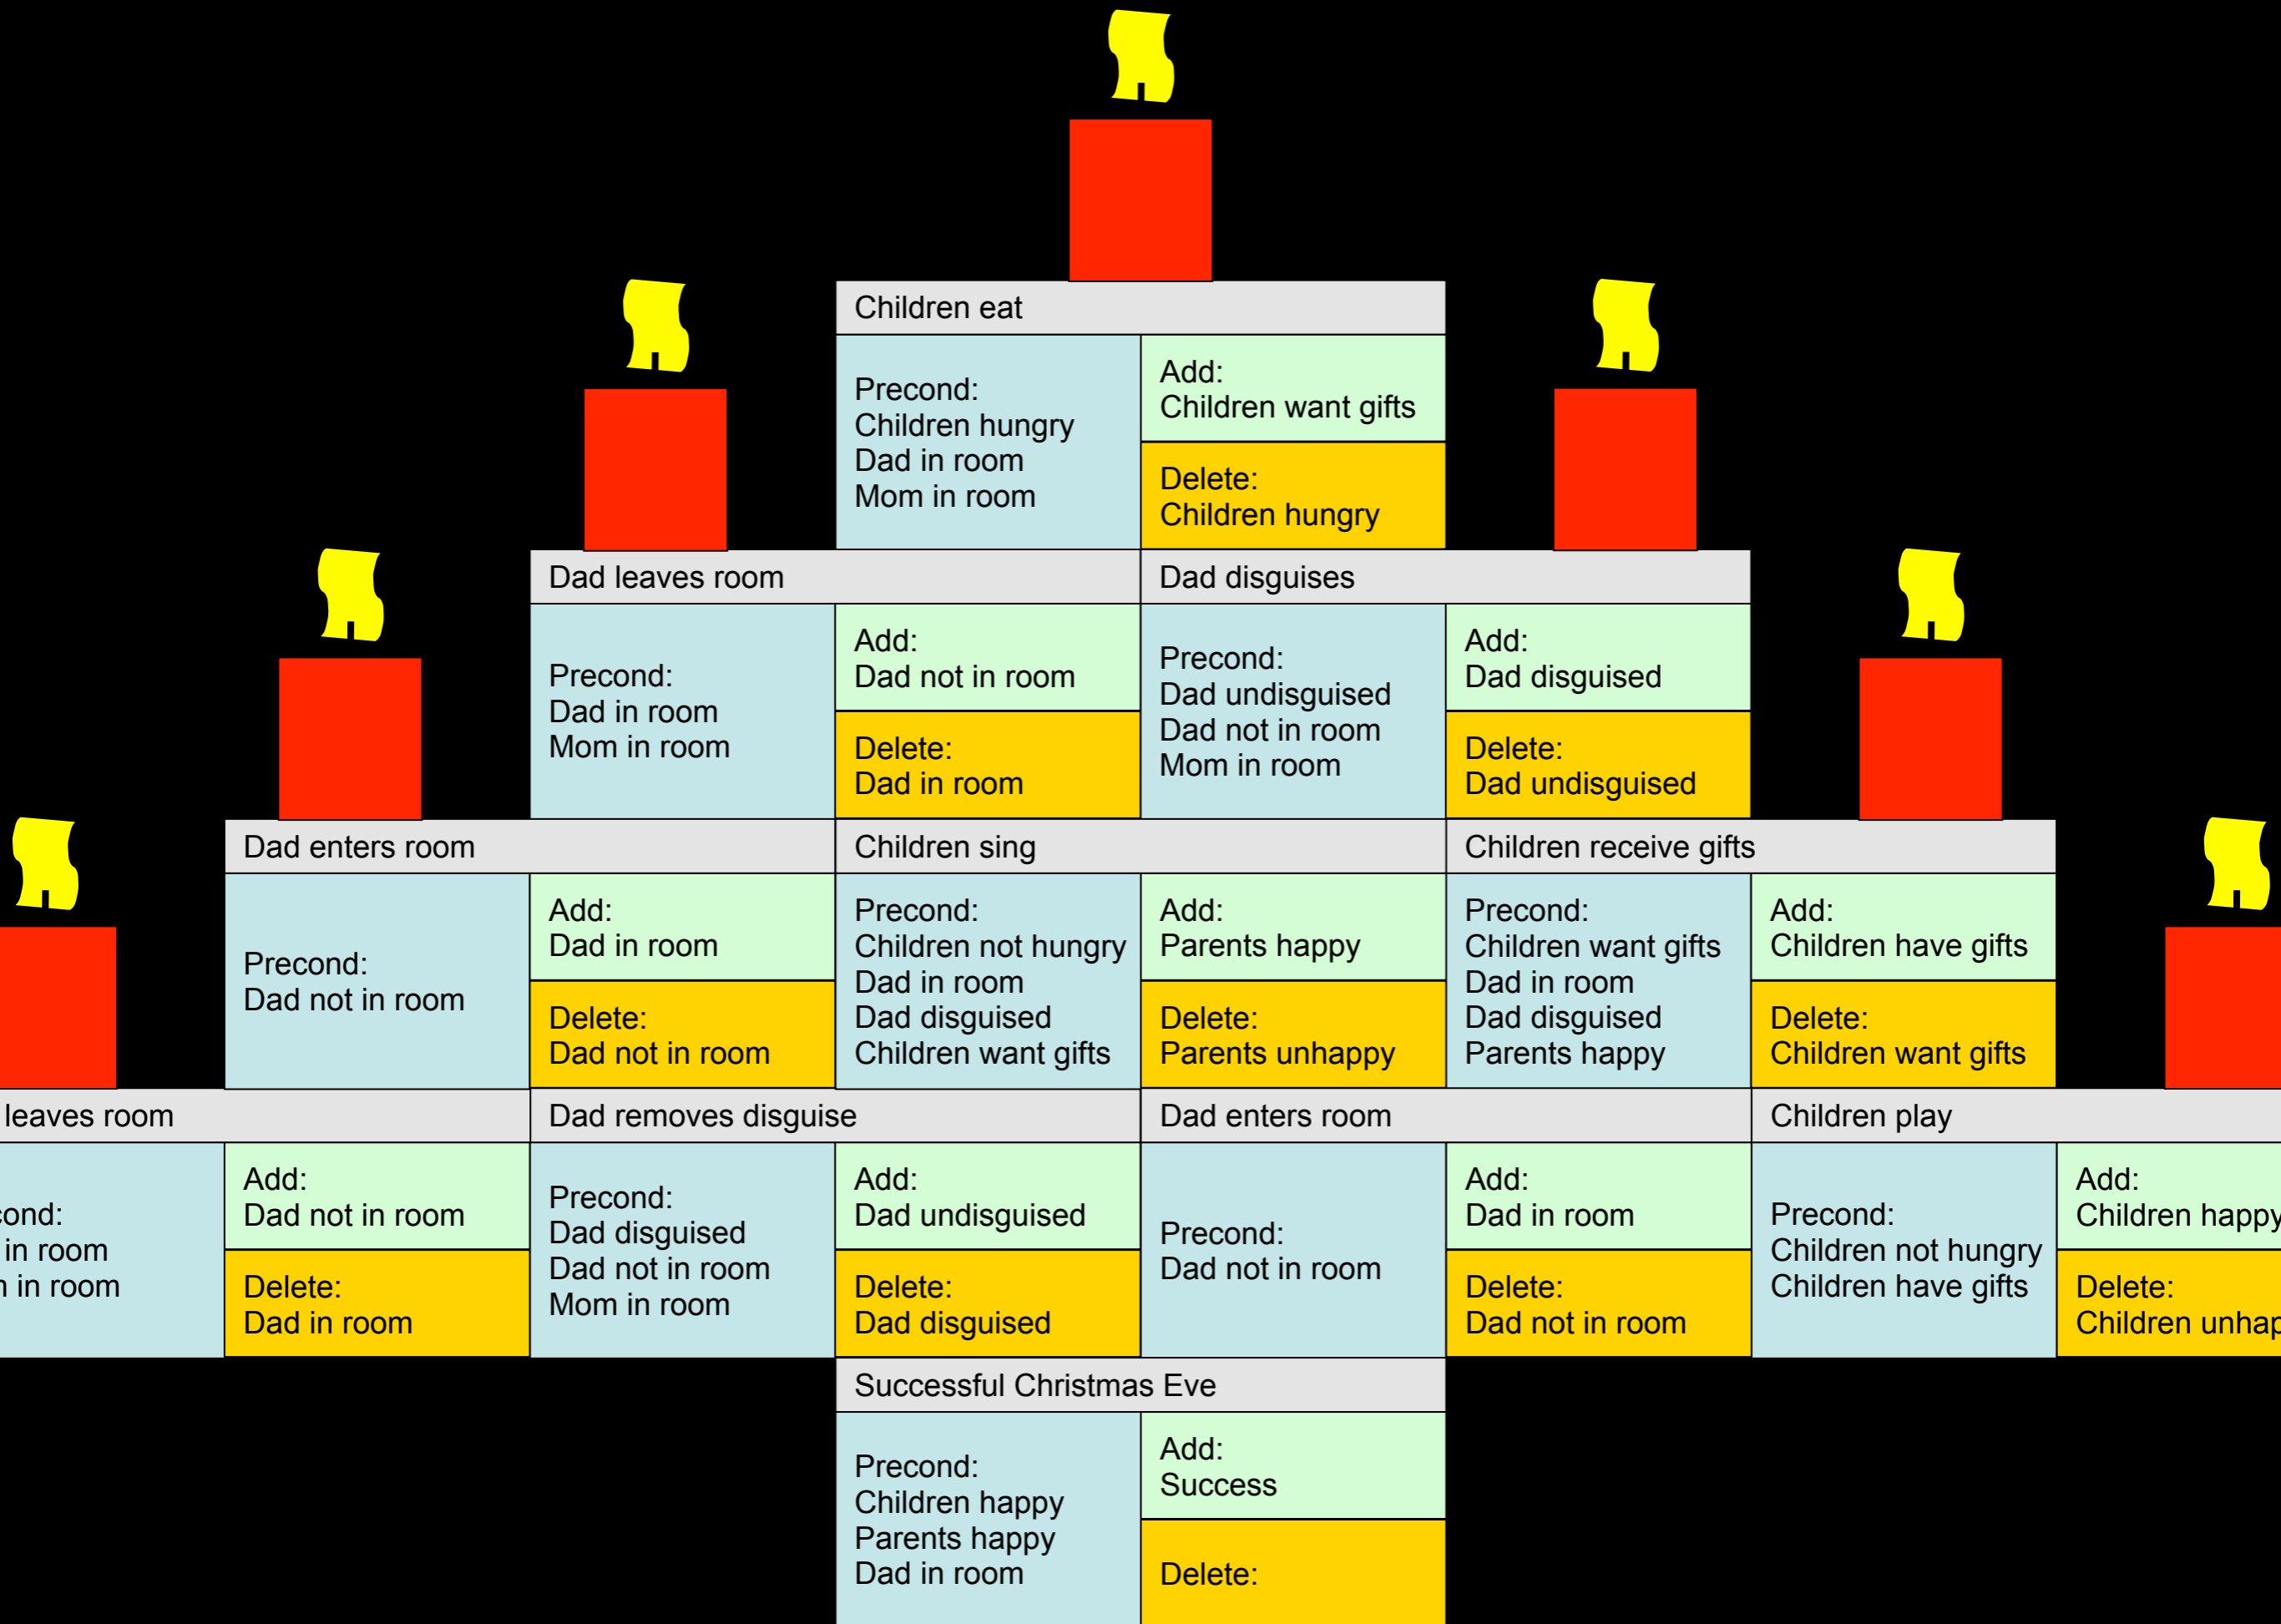 Children eat
Precond:
Children hungry
Dad in room
Mom in room
Add:
Children want gifts
Delete:
Children hungry
Dad leaves room
Precond:
Dad in room
Mom in room
Add:
Dad not in room
Delete:
Dad in room
Dad disguises
Precond:
Dad undisguised
Dad not in room
Mom in room
Add:
Dad disguised
Delete:
Dad undisguised
Dad enters room
Precond:
Dad not in room
Add:
Dad in room
Delete:
Dad not in room
Children sing
Precond:
Children not hungry
Dad in room
Dad disguised
Children want gifts
Add:
Parents happy
Delete:
Parents unhappy
Children receive gifts
Precond:
Children want gifts
Dad in room
Dad disguised
Parents happy
Add:
Children have gifts
Delete:
Children want gifts
leaves room
in room
in room
Add:
Dad not in room
Delete:
Dad in room
Dad removes disguise
Precond:
Dad disguised
Dad not in room
Mom in room
Add:
Dad undisguised
Delete:
Dad disguised
Dad enters room
Precond:
Dad not in room
Add:
Dad in room
Delete:
Dad not in room
Children play
Precond:
Children not hungry
Children have gifts
Add:
Children happy
Delete:
Children
Successful Christmas Eve
Precond:
Children happy
Parents happy
Dad in room
Add:
Success
Delete: